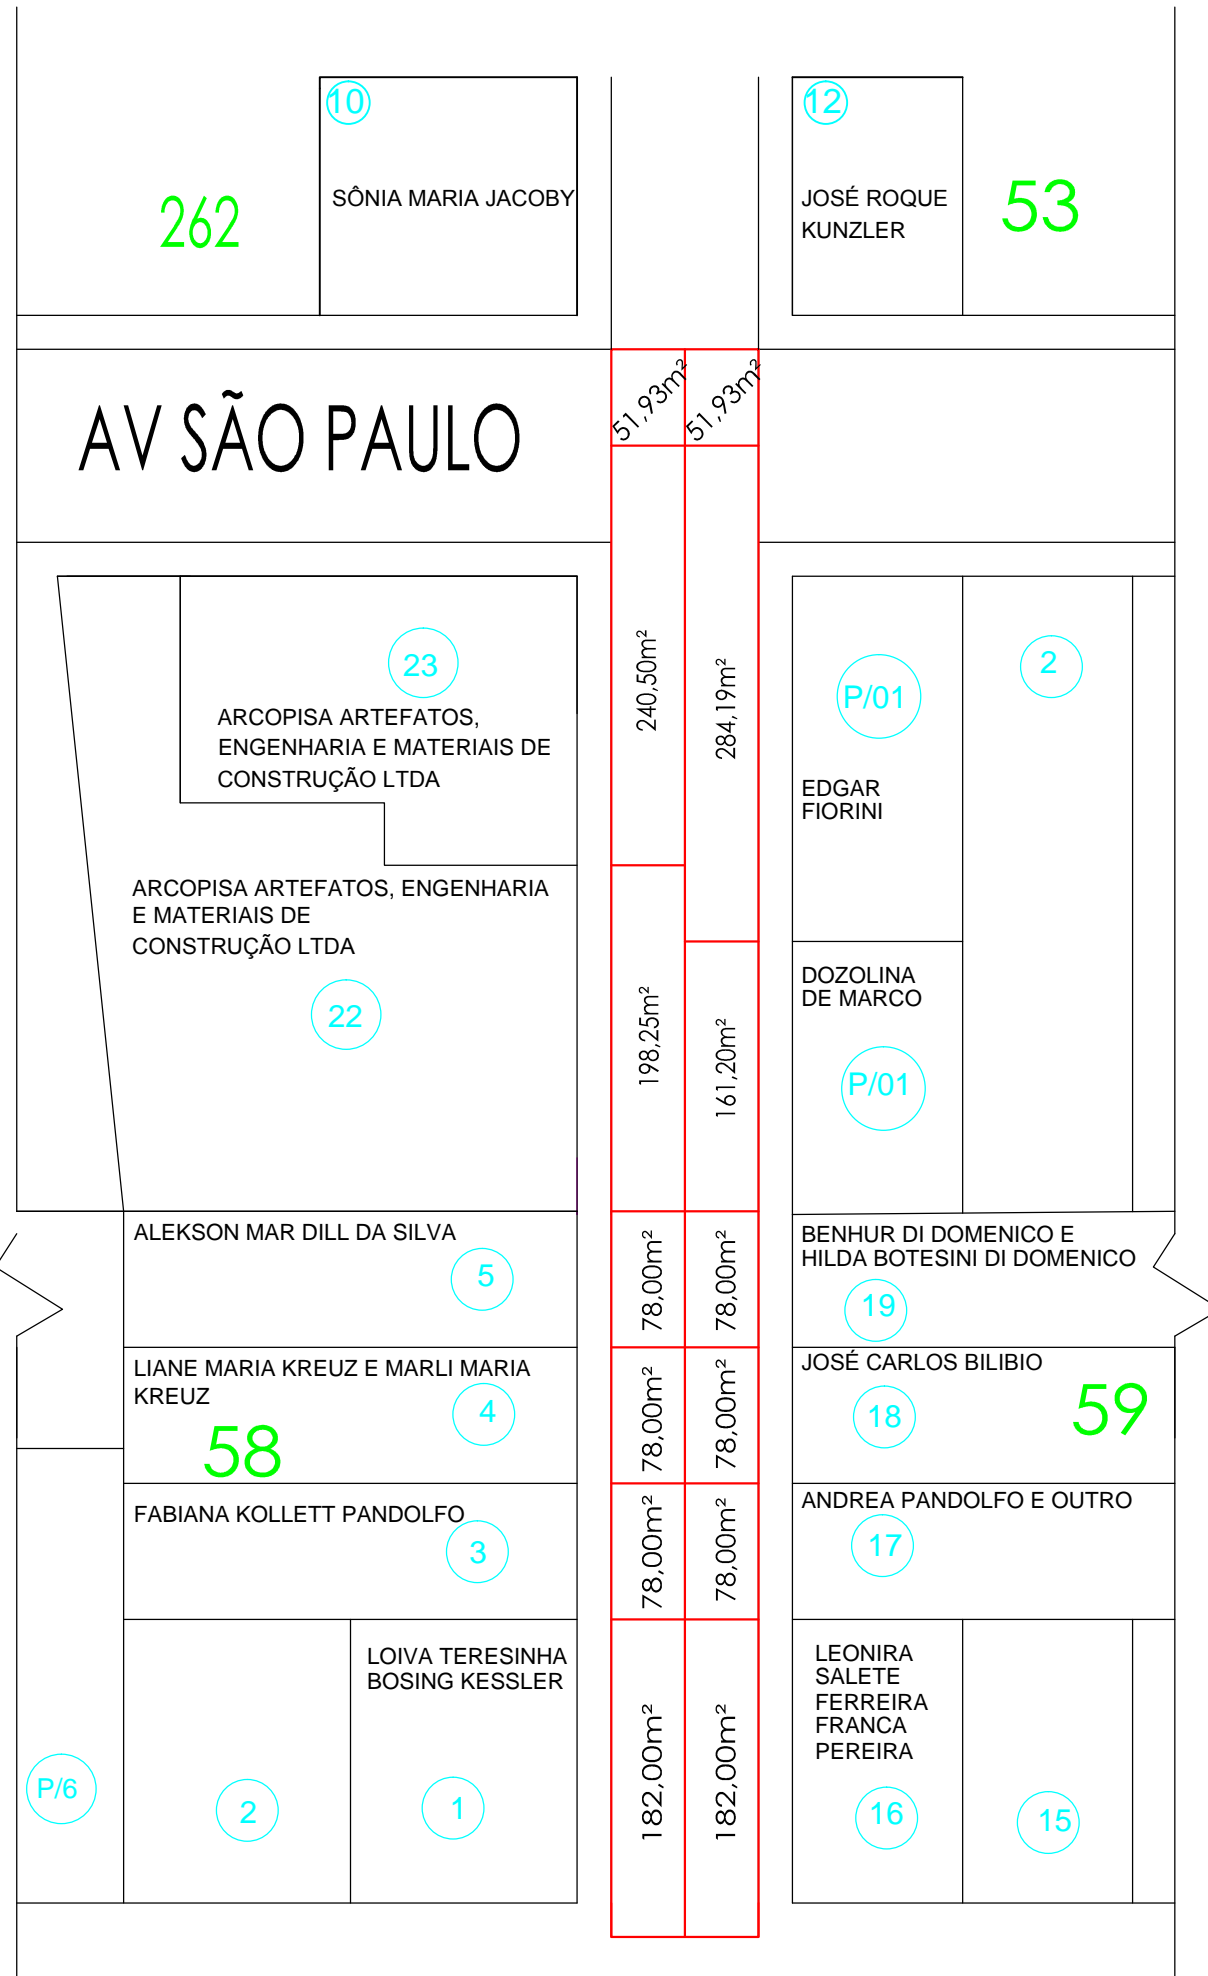 10
SÔNIA MARIA JACOBY
262
12
JOSÉ ROQUE
KUNZLER
53
AV SÃO PAULO
51,93m²
51,93m²
23
ARCOPISA ARTEFATOS,
ENGENHARIA E MATERIAIS DE
CONSTRUÇÃO LTDA
240,50m²
284,19m²
P/01
EDGAR
FIORINI
2
ARCOPISA ARTEFATOS, ENGENHARIA
E MATERIAIS DE
CONSTRUÇÃO LTDA
22
198,25m²
161,20m²
DOZOLINA
DE MARCO
P/01
ALEKSON MAR DILL DA SILVA
5
78,00m²
78,00m²
BENHUR DI DOMENICO E
HILDA BOTESINI DI DOMENICO
19
LIANE MARIA KREUZ E MARLI MARIA
KREUZ
4
58
78,00m²
78,00m²
JOSÉ CARLOS BILIBIO
18
59
FABIANA KOLLETT PANDOLFO
3
78,00m²
78,00m²
ANDREA PANDOLFO E OUTRO
17
P/6
2
LOIVA TERESINHA
BOSING KESSLER
1
182,00m²
182,00m²
LEONIRA
SALETE
FERREIRA
FRANCA
PEREIRA
16
15